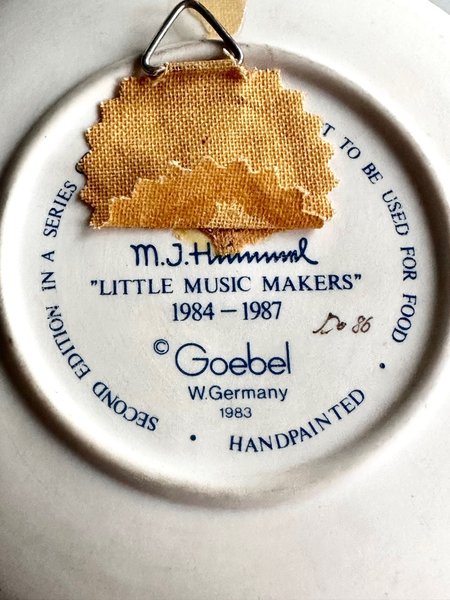 M.J. Hummel
"LITTLE MUSIC MAKERS"
1984 – 1987
© Goebel
W. Germany
1983
SECOND EDITION IN A SERIES
T TO BE USED FOR FOOD •
HANDPAINTED •
86